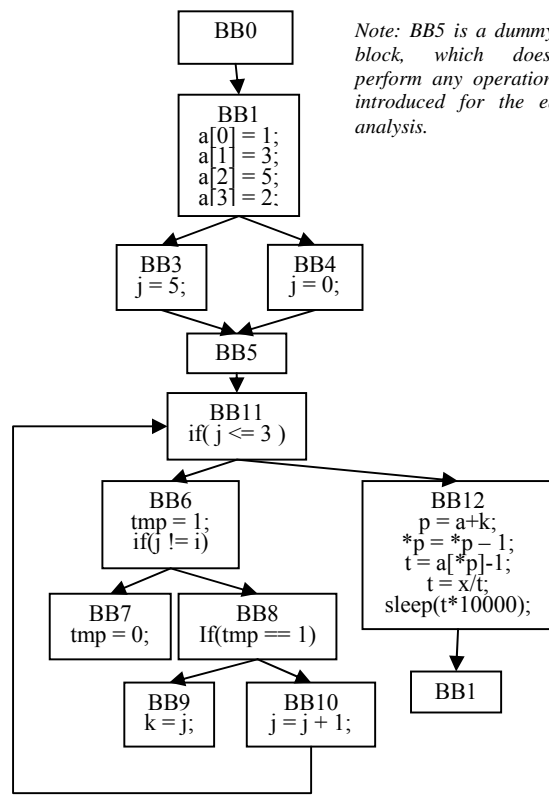 BB0
Note: BB5 is a dummy
block, which does
perform any operation
introduced for the
analysis.
BB1
a[0] = 1;
a[1] = 3;
a[2] = 5;
a[3] = 2;
BB3
j = 5;
BB4
j = 0;
BB5
BB11
if( j <= 3 )
BB6
tmp = 1;
if(j != i)
BB12
p = a+k;
*p = *p – 1;
t = a[*p]-1;
t = x/t;
sleep(t*10000);
BB7
tmp = 0;
BB8
If(tmp == 1)
BB9
k = j;
BB10
j = j + 1;
BB1